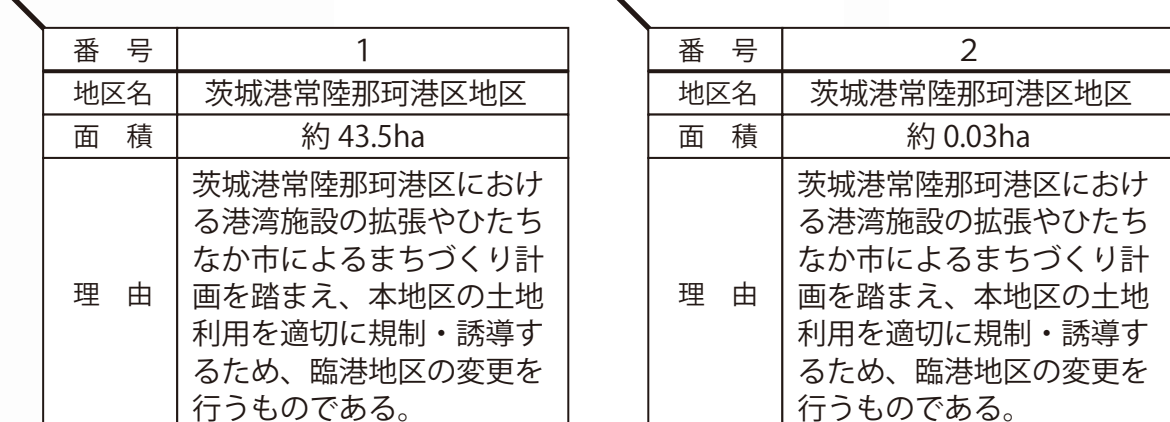 番　号　1
地区名　茨城港常陸那珂港区地区
面　積　約 43.5ha
理　由
茨城港常陸那珂港区におけ
る港湾施設の拡張やひたち
なか市によるまちづくり計
画を踏まえ、本地区の土地
利用を適切に規制・誘導す
るため、臨港地区の変更を
行うものである。
番　号　2
地区名　茨城港常陸那珂港区地区
面　積　約 0.03ha
理　由
茨城港常陸那珂港区におけ
る港湾施設の拡張やひたち
なか市によるまちづくり計
画を踏まえ、本地区の土地
利用を適切に規制・誘導す
るため、臨港地区の変更を
行うものである。